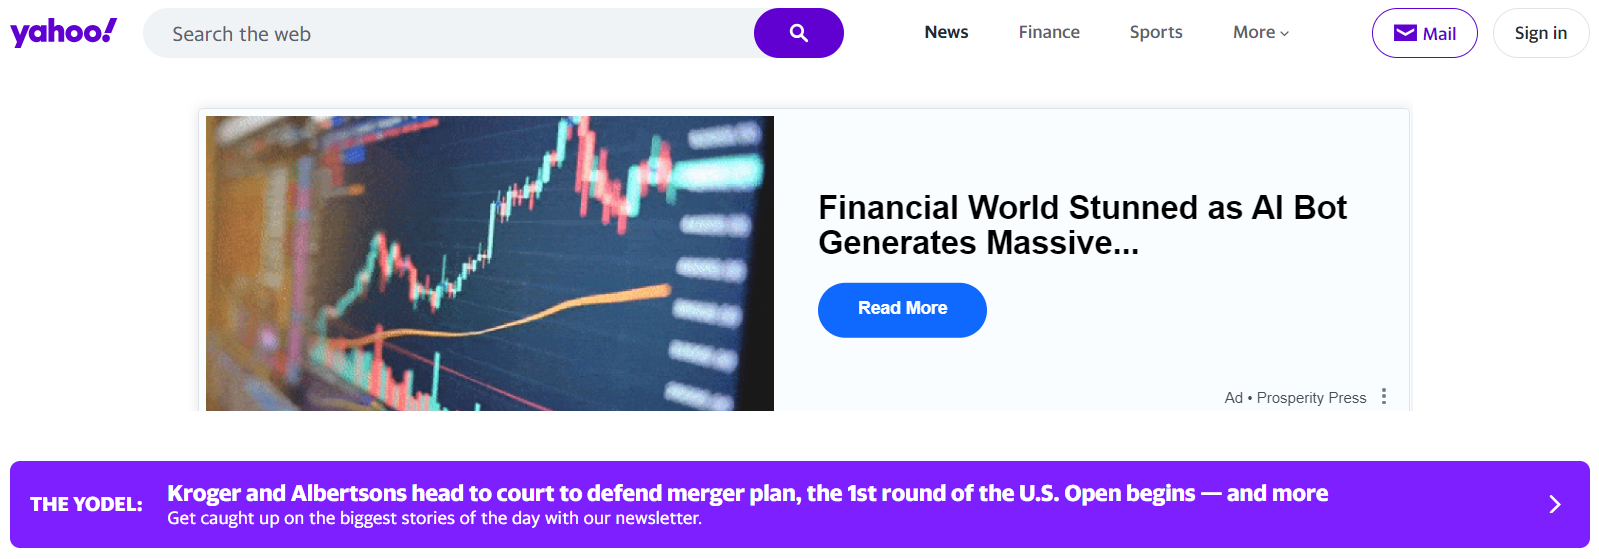 yahoo!
Search the web
News
Finance
Sports
More
Mail
Sign in
Financial World Stunned as AI Bot
Generates Massive...
Read More
Ad • Prosperity Press
THE YODEL:
Kroger and Albertsons head to court to defend merger plan, the 1st round of the U.S. Open begins — and more
Get caught up on the biggest stories of the day with our newsletter.